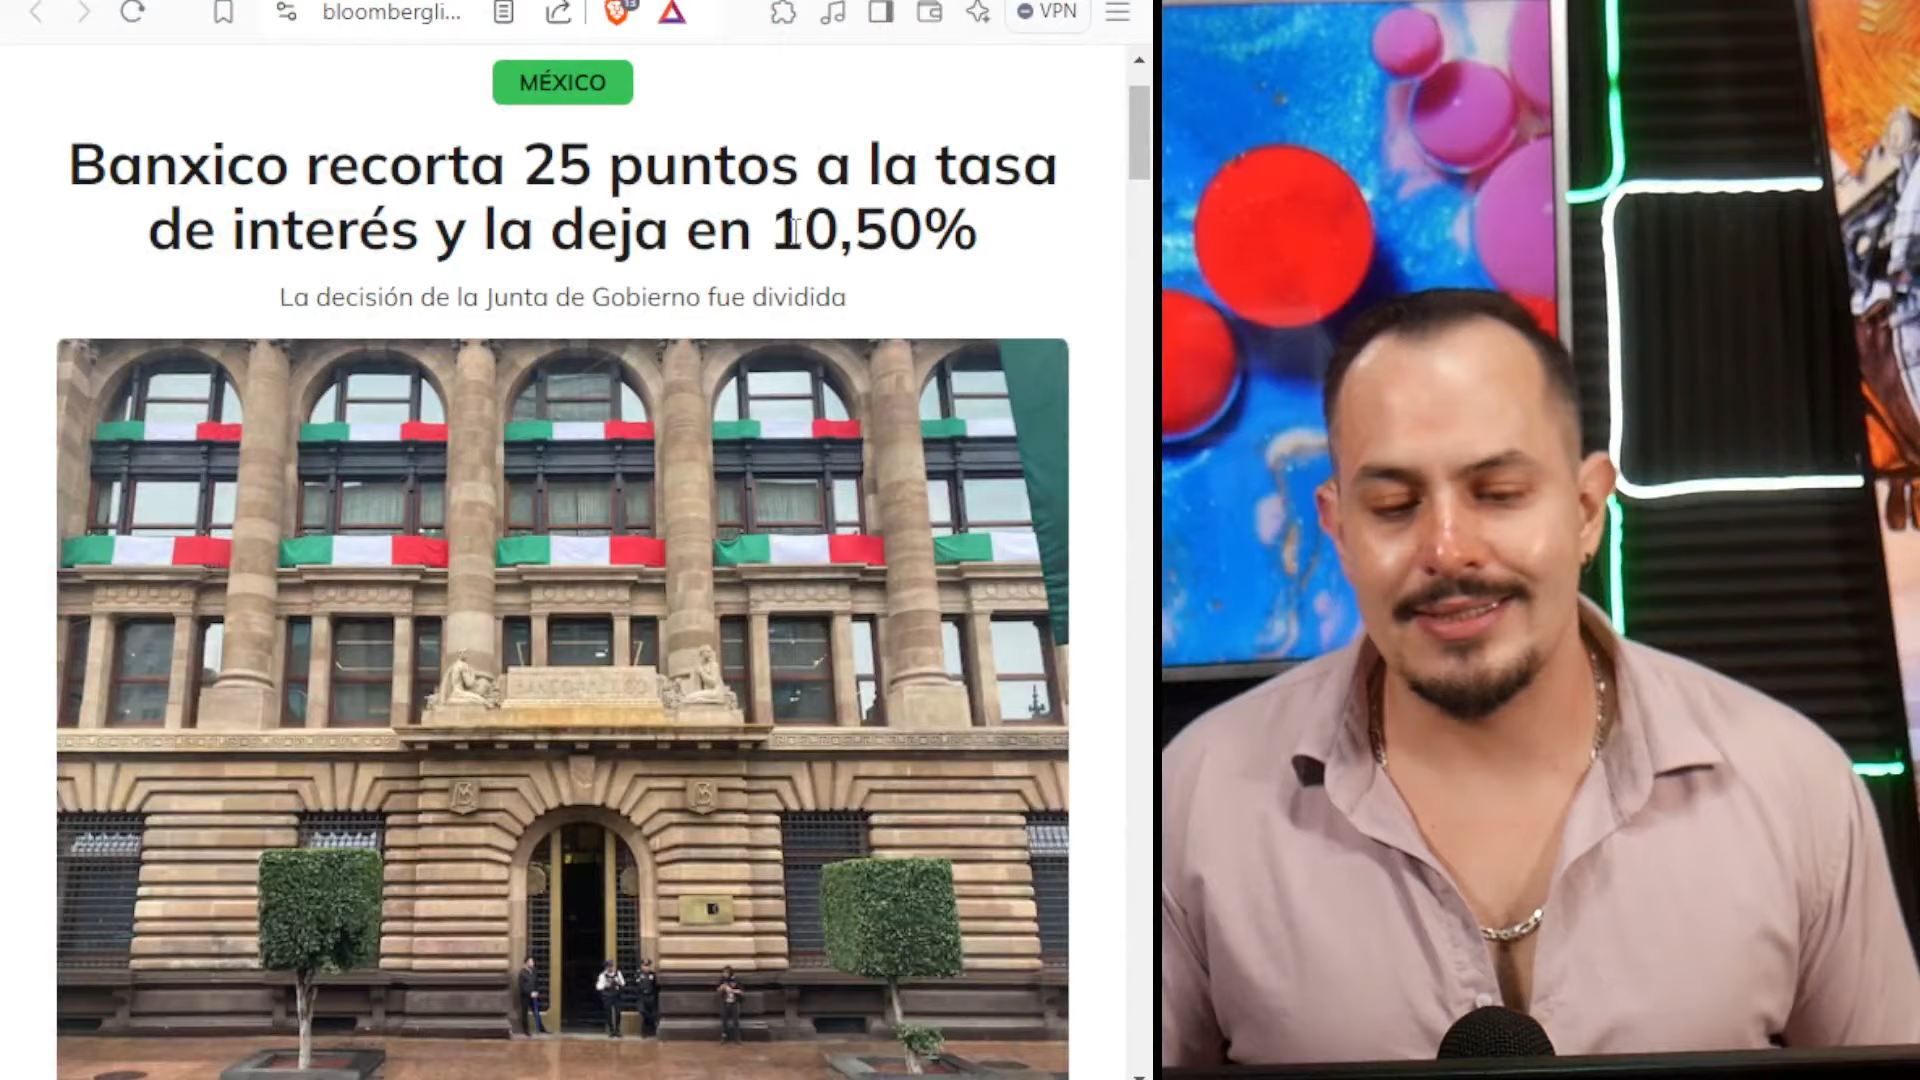 bloombergli...
13
VPN
MÉXICO
Banxico recorta 25 puntos a la tasa
de interés y la deja en 10,50%
La decisión de la Junta de Gobierno fue dividida